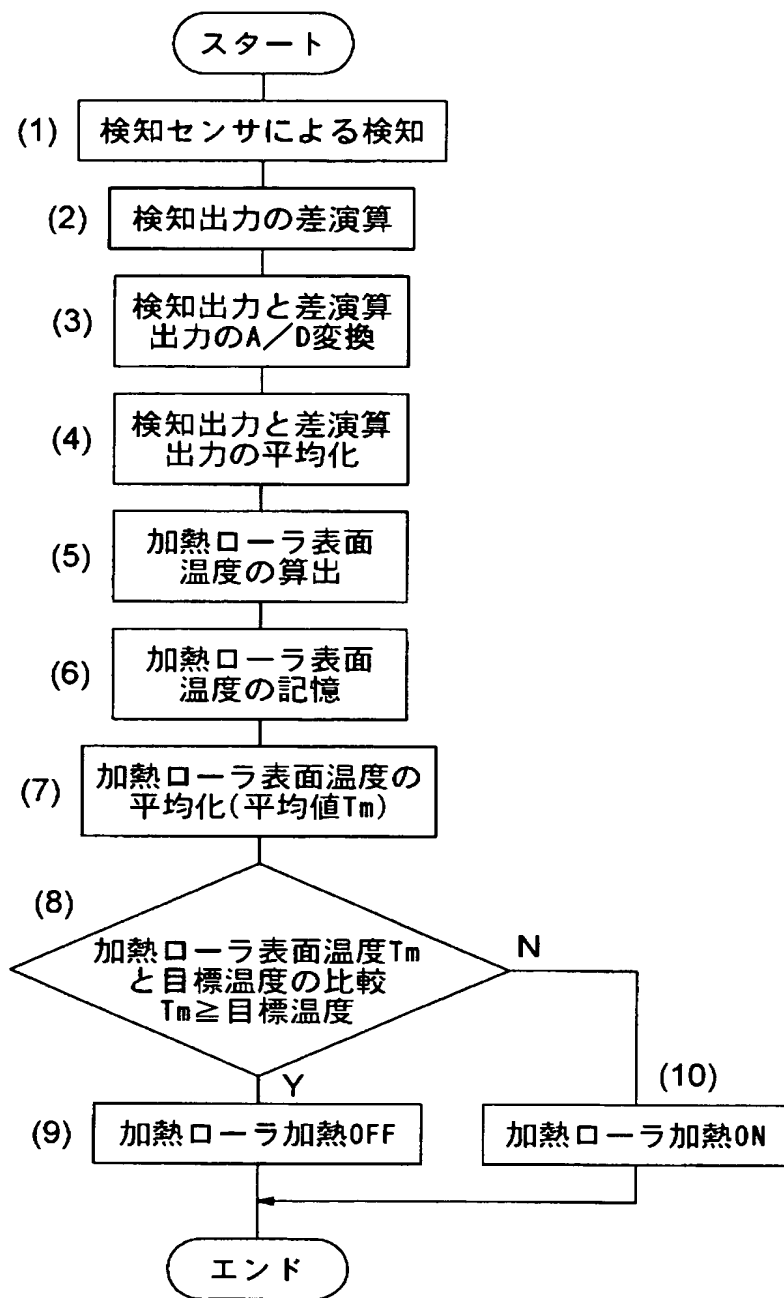 スタート
(1)
検知センサによる検知
(2)
検知出力の差演算
(3)
検知出力と差演算
出力のA／D変換
(4)
検知出力と差演算
出力の平均化
(5)
加熱ローラ表面
温度の算出
(6)
加熱ローラ表面
温度の記憶
(7)
加熱ローラ表面温度の
平均化(平均値Tm)
(8)
加熱ローラ表面温度Tm
と目標温度の比較
Tm≧目標温度
N
Y
(9)
加熱ローラ加熱OFF
(10)
加熱ローラ加熱ON
エンド